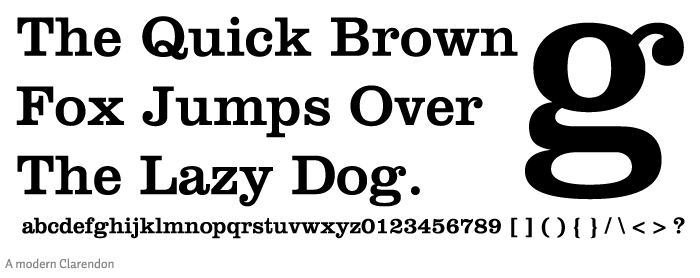 The Quick Brown
Fox Jumps Over
The Lazy Dog.
g
abcdefghijklmnopqrstuvwxyz0123456789 [ ] ( ) { } / \ < > ?
A modern Clarendon